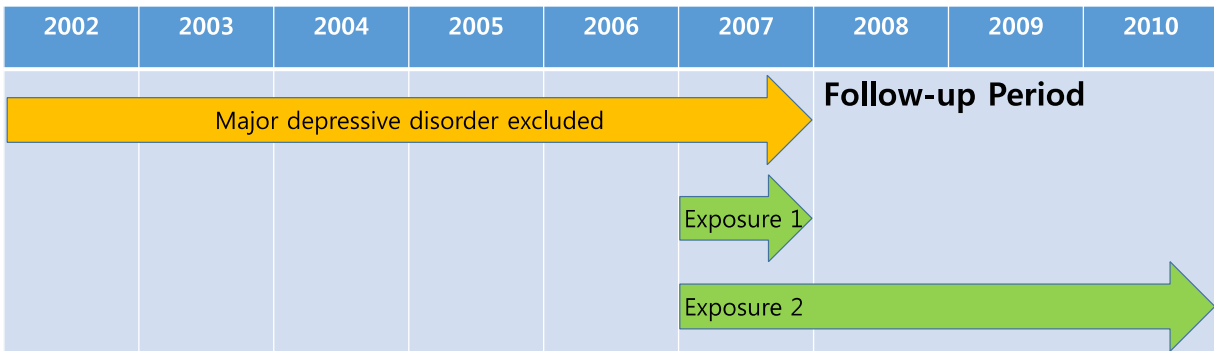 2002 2003 2004 2005 2006 2007 2008 2009 2010
Follow-up Period
Major depressive disorder excluded
Exposure 1
Exposure 2